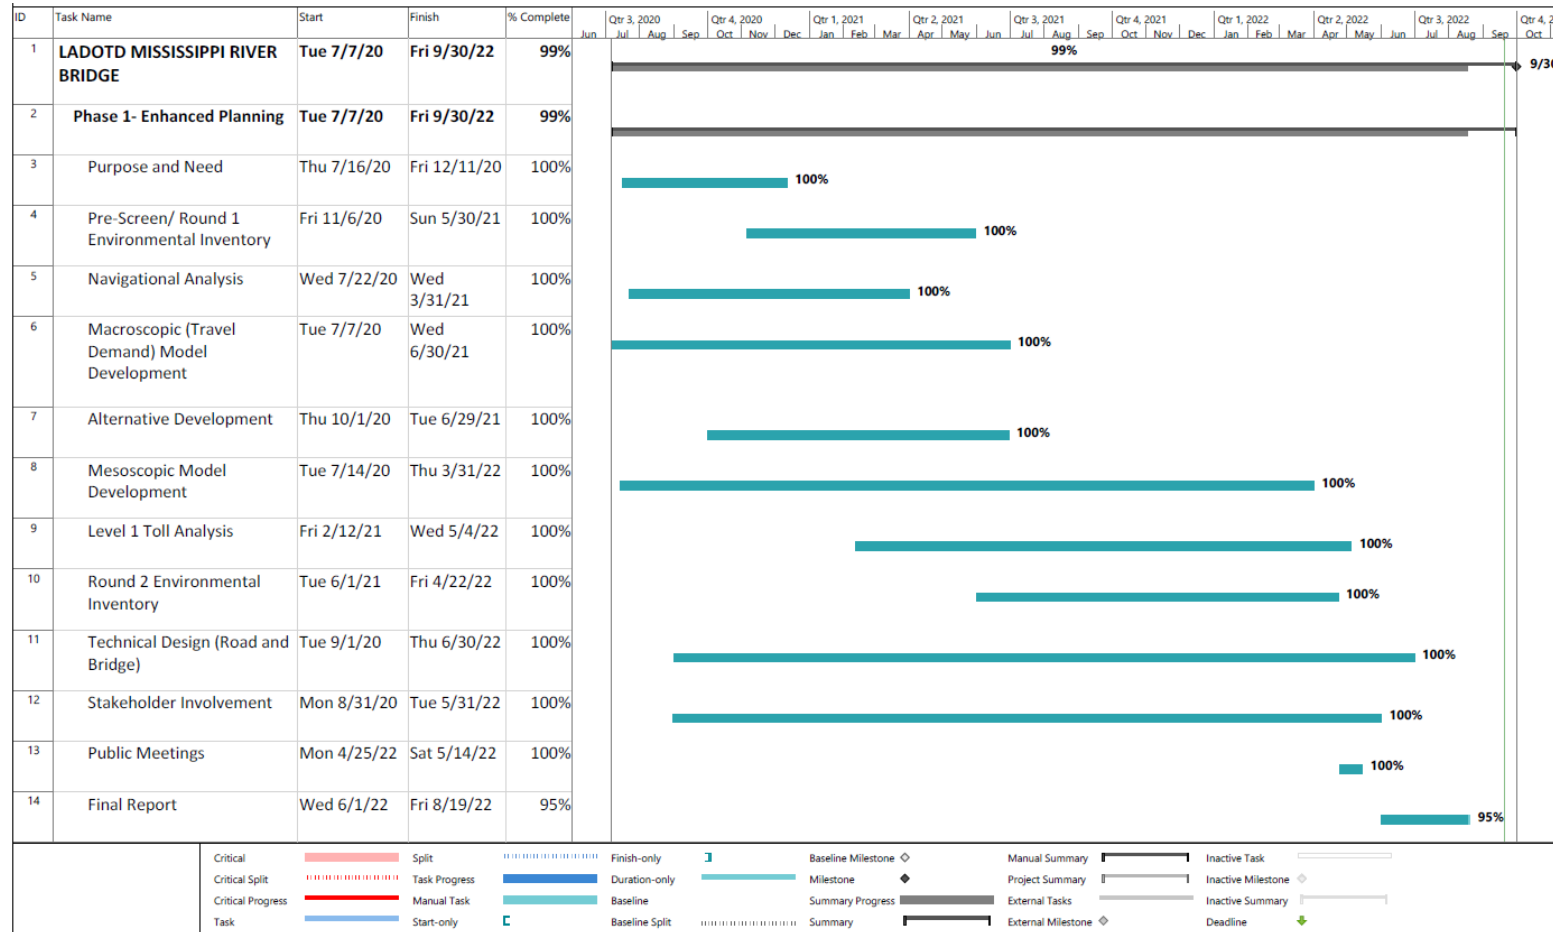 ID Task Name Start Finish % Complete Qtr 3, 2020 Qtr 4, 2020 Qtr 1, 2021 Qtr 2, 2021 Qtr 3, 2021 Qtr 4, 2021 Qtr 1, 2022 Qtr 2, 2022 Qtr 3, 2022 Qtr 4, 2
Jun Jul Aug Sep Oct Nov Dec Jan Feb Mar Apr May Jun Jul Aug Sep Oct Nov Dec Jan Feb Mar Apr May Jun Jul Aug Sep Oct
1 LADOTD MISSISSIPPI RIVER Tue 7/7/20 Fri 9/30/22 99% 99%
BRIDGE 9/30
2 Phase 1- Enhanced Planning Tue 7/7/20 Fri 9/30/22 99%
3 Purpose and Need Thu 7/16/20 Fri 12/11/20 100% 100%
4 Pre-Screen/ Round 1 Fri 11/6/20 Sun 5/30/21 100%
Environmental Inventory 100%
5 Navigational Analysis Wed 7/22/20 Wed 100%
3/31/21 100%
6 Macroscopic (Travel Tue 7/7/20 Wed 100%
Demand) Model 6/30/21 100%
Development
7 Alternative Development Thu 10/1/20 Tue 6/29/21 100% 100%
8 Mesoscopic Model Tue 7/14/20 Thu 3/31/22 100%
Development 100%
9 Level 1 Toll Analysis Fri 2/12/21 Wed 5/4/22 100% 100%
10 Round 2 Environmental Tue 6/1/21 Fri 4/22/22 100%
Inventory 100%
11 Technical Design (Road and Tue 9/1/20 Thu 6/30/22 100%
Bridge) 100%
12 Stakeholder Involvement Mon 8/31/20 Tue 5/31/22 100% 100%
13 Public Meetings Mon 4/25/22 Sat 5/14/22 100% 100%
14 Final Report Wed 6/1/22 Fri 8/19/22 95% 95%
Critical Split Finish-only Baseline Milestone Manual Summary Inactive Task
Critical Split Task Progress Duration-only Milestone Project Summary Inactive Milestone
Critical Progress Manual Task Baseline Summary Progress External Tasks Inactive Summary
Task Start-only Baseline Split Summary External Milestone Deadline